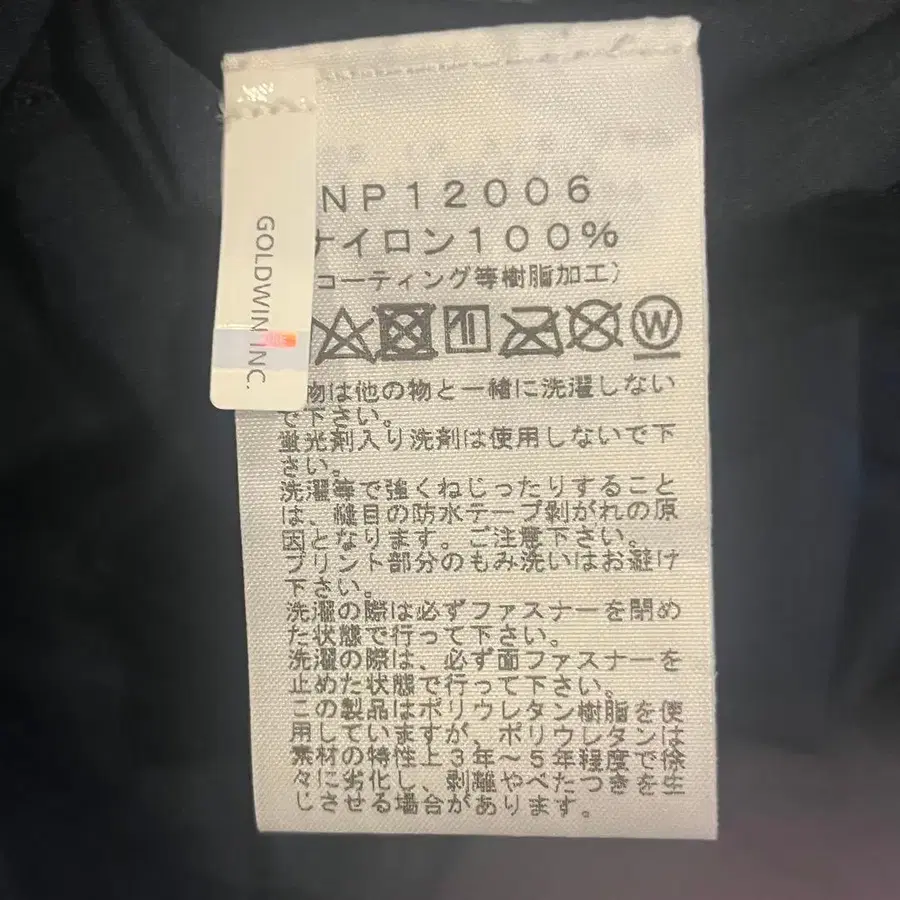 GOLDWIN INC.
NP12006
ナイロン100%
コーティング等樹脂加工)
W
物は他の物と一緒に洗濯しない
で下さい。
蛍光剤入り洗剤は使用しないで下
さい。
洗濯等で強くねじったりすること
は、縫目の防水テープ剥がれの原
因となります。ご注意下さい。
プリント部分のもみ洗いはお避け
下さい。
洗濯の際は必ずファスナーを閉め
た状態で行って下さい。
洗濯の際は、必ず面ファスナーを
止めた状態で行って下さい。
この製品はポリウレタン樹脂を使
用していますが、ポリウレタンは
素材の特性上3年～5年程度で徐
々に劣化し、剥離やべたつきを生
じさせる場合があります。